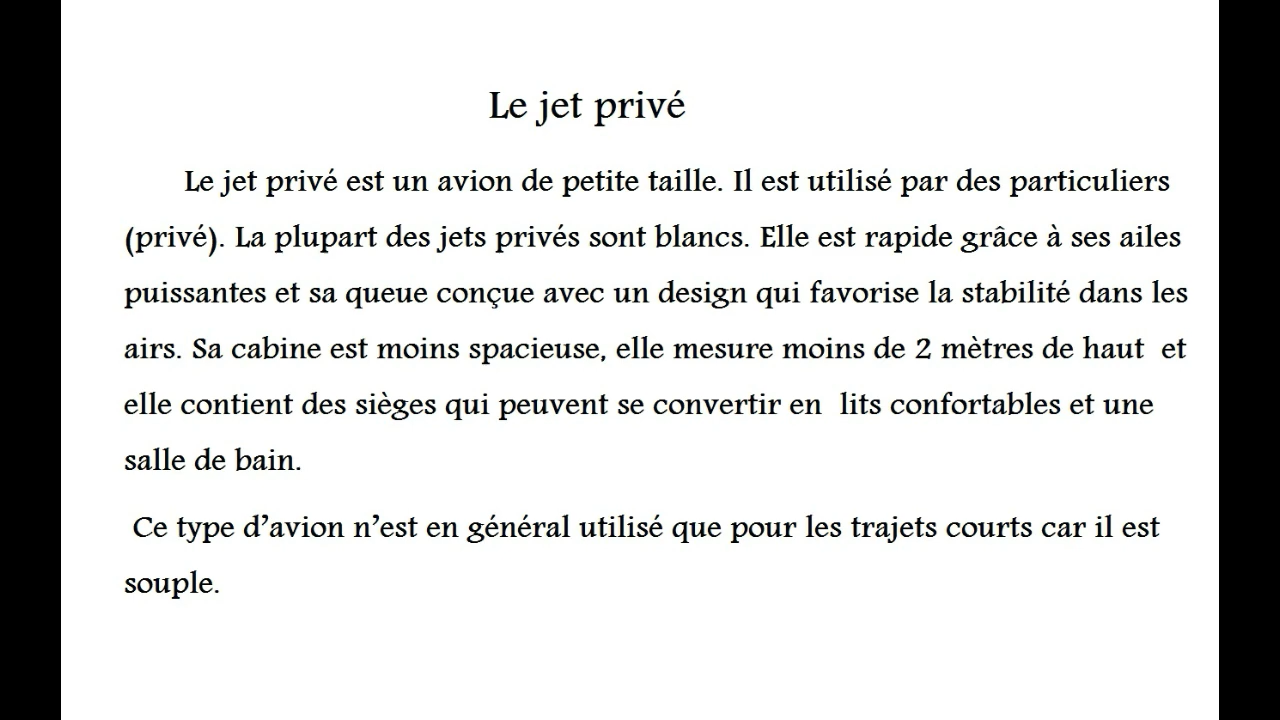 Le jet privé
Le jet privé est un avion de petite taille. Il est utilisé par des particuliers
(privé). La plupart des jets privés sont blancs. Elle est rapide grâce à ses ailes
puissantes et sa queue conçue avec un design qui favorise la stabilité dans les
airs. Sa cabine est moins spacieuse, elle mesure moins de 2 mètres de haut et
elle contient des sièges qui peuvent se convertir en lits confortables et une
salle de bain.
Ce type d’avion n’est en général utilisé que pour les trajets courts car il est
souple.